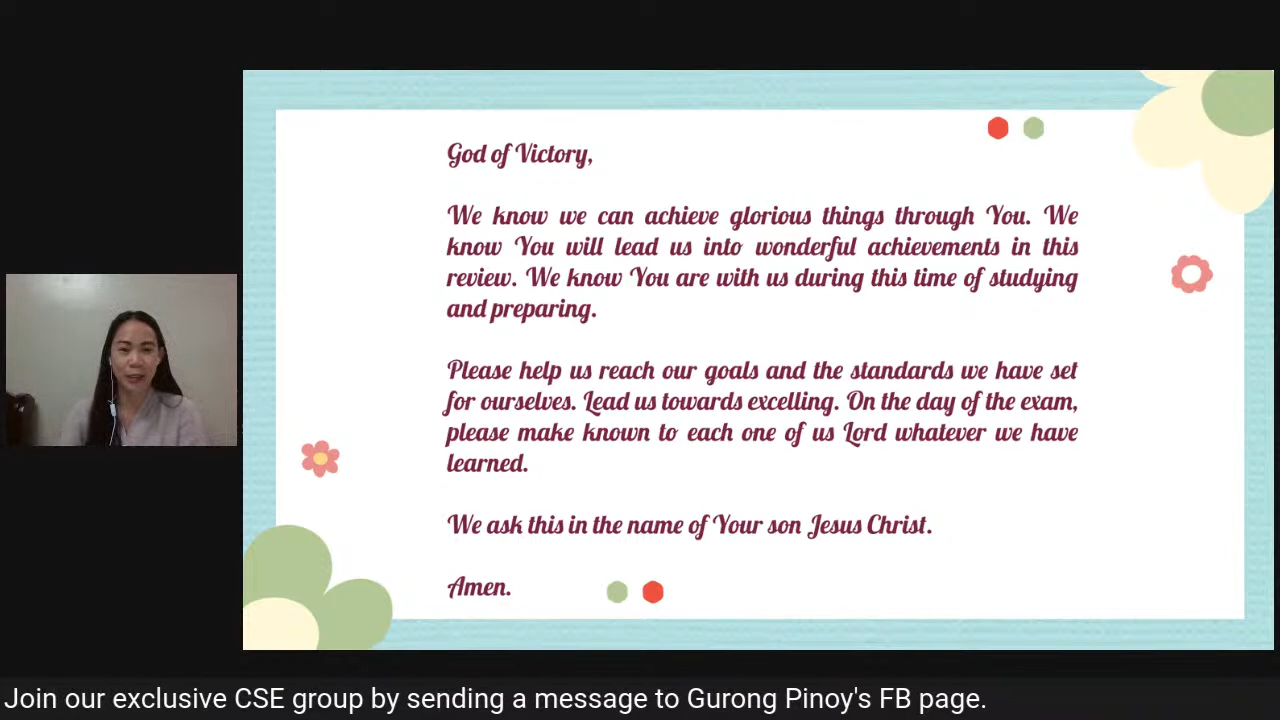 God of Victory,
We know we can achieve glorious things through You. We
know You will lead us into wonderful achievements in this
review. We know You are with us during this time of studying
and preparing.
Please help us reach our goals and the standards we have set
for ourselves. Lead us towards excelling. On the day of the exam,
please make known to each one of us Lord whatever we have
learned.
We ask this in the name of Your son Jesus Christ.
Amen.
Join our exclusive CSE group by sending a message to Gurong Pinoy's FB page.